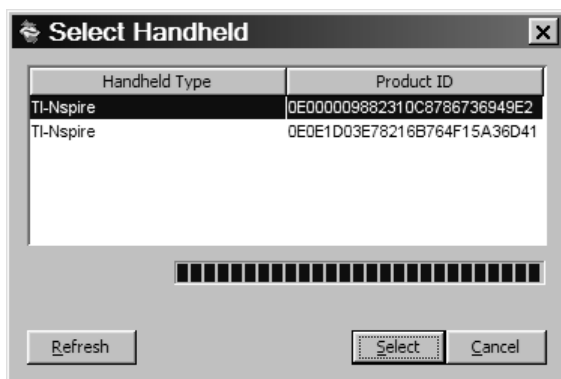 Select Handheld
Handheld Type Product ID
TI-Nspire 0E000009882310C8786736949E2
TI-Nspire 0E0E1D03E78216B764F15A36D41
Refresh Select Cancel